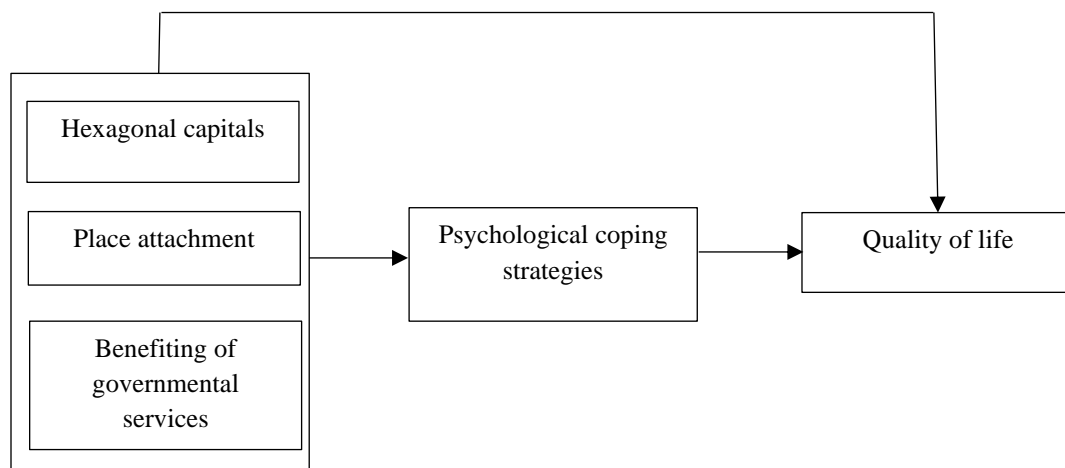 Hexagonal capitals
Place attachment
Benefiting of
governmental
services
Psychological coping
strategies
Quality of life